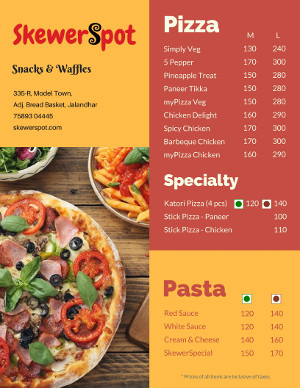 SkewerSpot
Snacks & Waffles
335-R, Model Town,
Adj. Bread Basket, Jalandhar
75893 04445
skewerspot.com
Pizza
M L
Simply Veg 130 240
5 Pepper 170 300
Pineapple Treat 150 280
Paneer Tikka 150 280
myPizza Veg 150 280
Chicken Delight 160 290
Spicy Chicken 170 300
Barbeque Chicken 170 300
myPizza Chicken 160 290
Specialty
Katori Pizza (4 pcs) 120 140
Stick Pizza - Paneer 100
Stick Pizza - Chicken 110
Pasta
Red Sauce 120 140
White Sauce 120 140
Creame & Cheese 140 160
SkewerSpecial 150 170
* Prices of all items are inclusive of taxes.